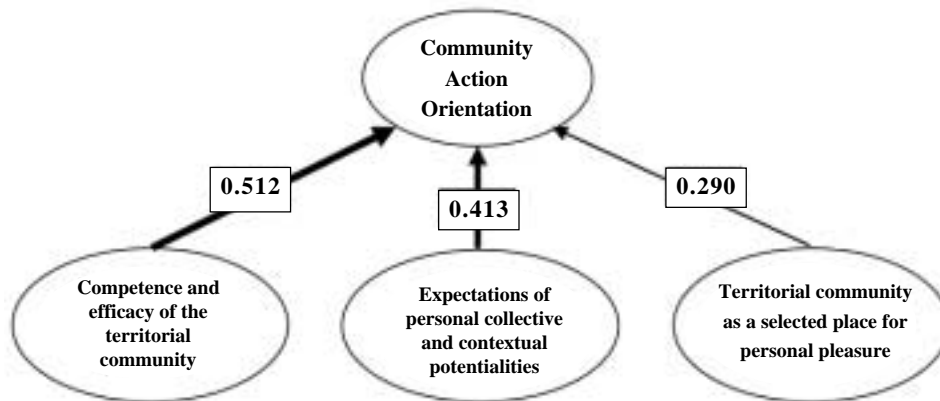 Community
Action
Orientation
0.512
0.413
0.290
Competence and
efficacy of the
territorial
community
Expectations of
personal collective
and contextual
potentialities
Territorial community
as a selected place for
personal pleasure